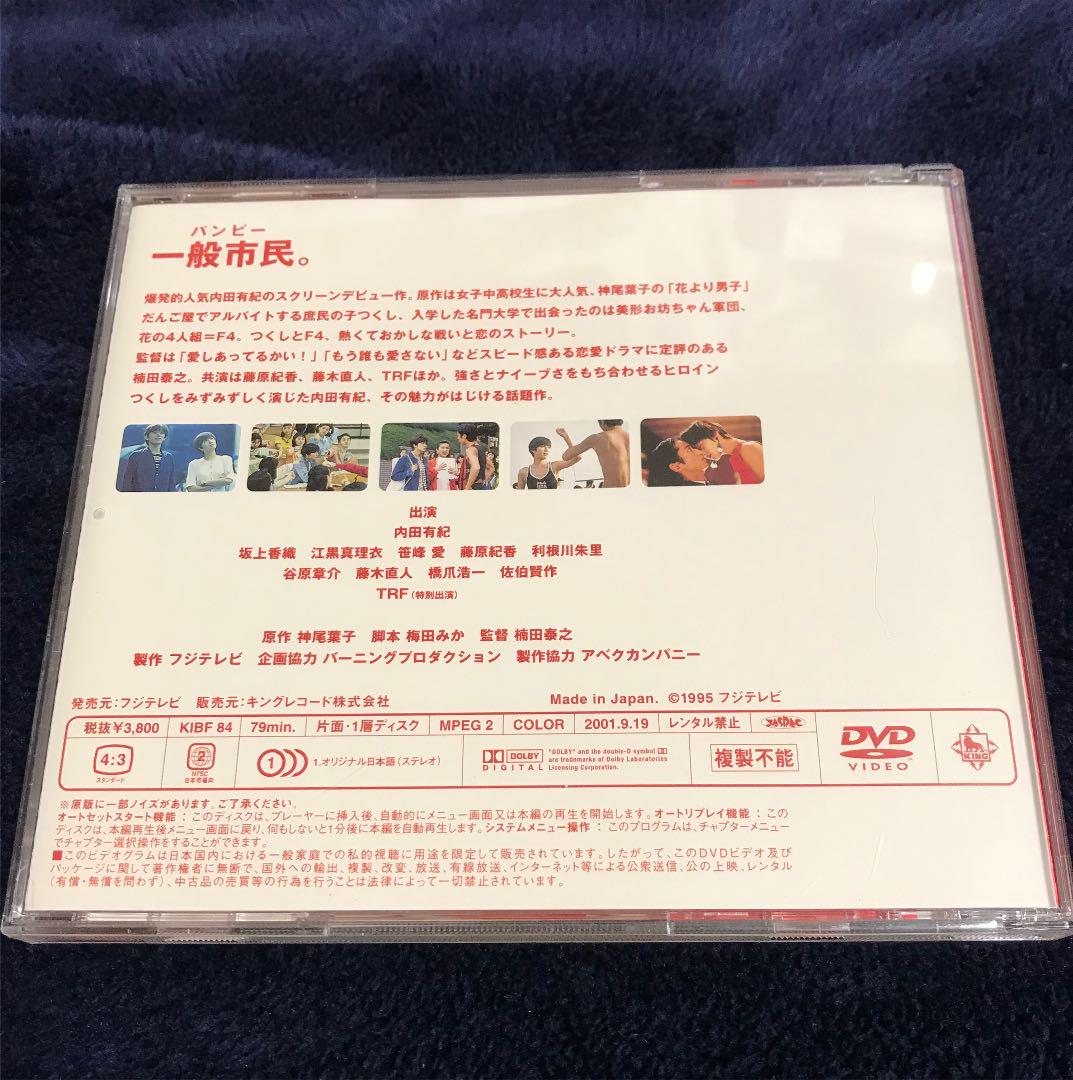 パンピー
一般市民。
爆発的人気内田有紀のスクリーンデビュー作。原作は女子中高校生に大人気、神尾葉子の「花より男子」
だんご屋でアルバイトする庶民の子つくし、入学した名門大学で出会ったのは美形お坊ちゃん軍団、
花の4人組＝F4。つくしとF4、熱くておかしな戦いと恋のストーリー。
監督は「愛しあってるかい！」「もう誰も愛さない」などスピード感ある恋愛ドラマに定評のある
楠田泰之。共演は藤原紀香、藤木直人、TRFほか。強さとナイーブさをもち合わせるヒロイン
つくしをみずみずしく演じた内田有紀、その魅力がはじける話題作。
出演
内田有紀
坂上香織 江黒真理衣 笹峰 愛 藤原紀香 利根川朱里
谷原章介 藤木直人 橋爪浩一 佐伯賢作
TRF（特別出演）
原作 神尾葉子 脚本 梅田みか 監督 楠田泰之
製作 フジテレビ 企画協力 バーニングプロダクション 製作協力 アベクカンパニー
発売元：フジテレビ 販売元：キングレコード株式会社 Made in Japan. ©1995 フジテレビ
税抜¥3,800 KIBF 84 79min. 片面・1層ディスク MPEG 2 COLOR 2001.9.19 レンタル禁止 JASRAC
4:3
スタンダード
2
NTSC
日本市場向
1 1.オリジナル日本語（ステレオ）
DOLBY
DIGITAL
"DOLBY" and the double-D symbol
are trademarks of Dolby Laboratories
Licensing Corporation.
複製不能
DVD
VIDEO
KING
※原版に一部ノイズがあります。ご了承ください。
オートセットスタート機能：このディスクは、プレーヤーに挿入後、自動的にメニュー画面又は本編の再生を開始します。オートリプレイ機能：この
ディスクは、本編再生後メニュー画面に戻り、何もしないと1分後に本編を自動再生します。システムメニュー操作：このプログラムは、チャプターメニュー
でチャプター選択操作をすることができます。
■このビデオグラムは日本国内における一般家庭での私的視聴に用途を限定して販売されています。したがって、このDVDビデオ及び
パッケージに関して著作権者に無断で、国外への輸出、複製、改変、放送、有線放送、インターネット等による公衆送信、公の上映、レンタル
（有償・無償を問わず）、中古品の売買等の行為を行うことは法律によって一切禁止されています。